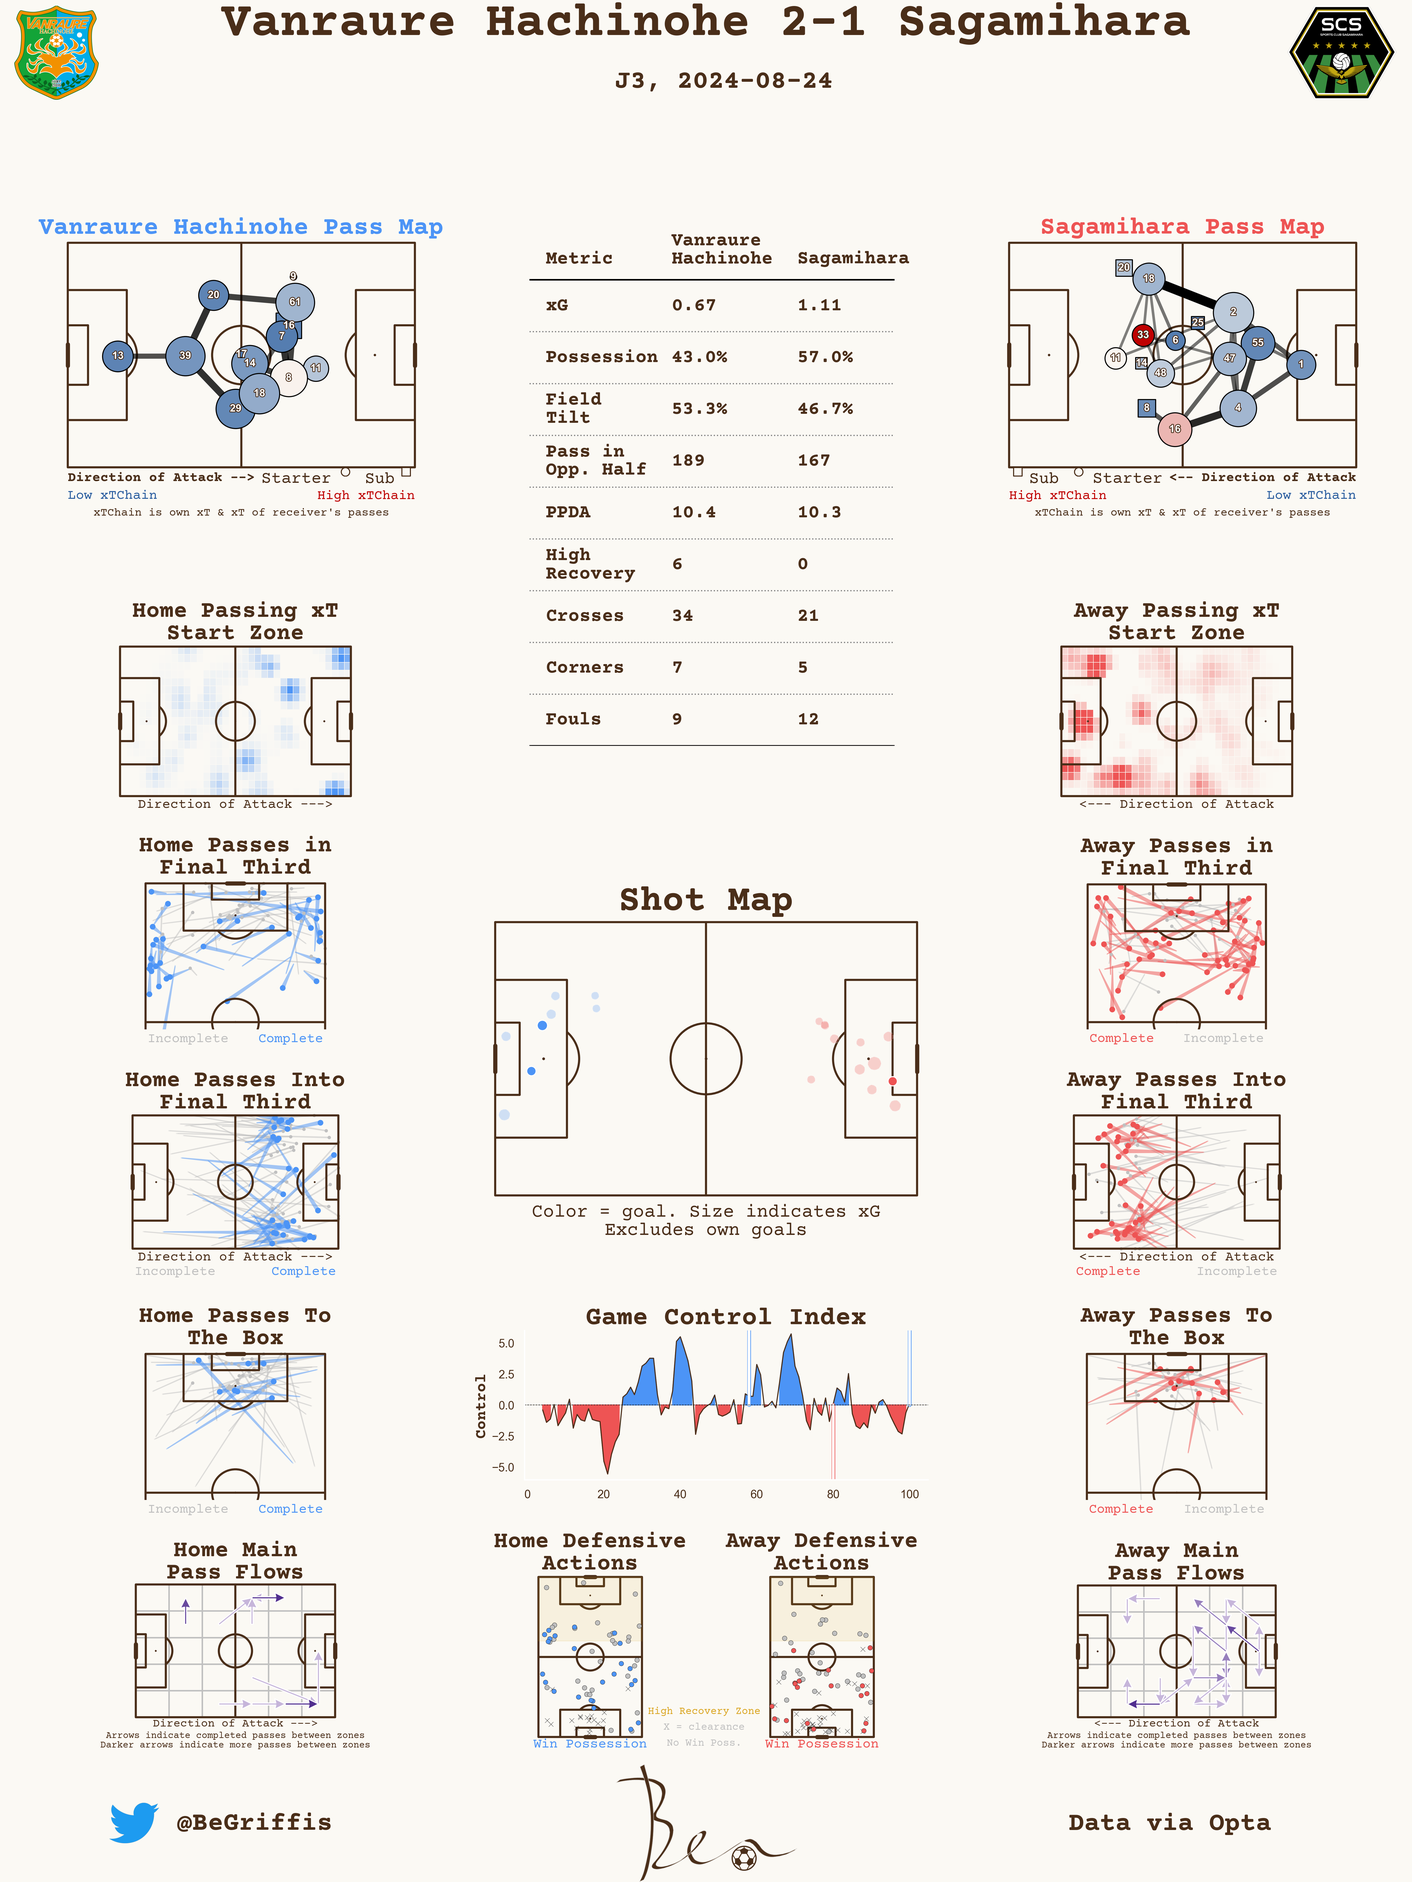 Vanraure Hachinohe 2-1 Sagamihara
J3, 2024-08-24
VANRAURE
HACHINOHE
SCS
SPORTS CLUB SAGAMIHARA
Vanraure Hachinohe Pass Map
9
20
61
16
7
13
39
17
14
11
8
18
29
Direction of Attack --> Starter Sub
Low xTChain High xTChain
xTChain is own xT & xT of receiver's passes
Metric Vanraure Hachinohe Sagamihara
xG 0.67 1.11
Possession 43.0% 57.0%
Field Tilt 53.3% 46.7%
Pass in Opp. Half 189 167
PPDA 10.4 10.3
High Recovery 6 0
Crosses 34 21
Corners 7 5
Fouls 9 12
Sagamihara Pass Map
20
18
2
25
33
6
55
11
14
48
47
1
8
4
16
Sub Starter <-- Direction of Attack
High xTChain Low xTChain
xTChain is own xT & xT of receiver's passes
Home Passing xT
Start Zone
Direction of Attack --->
Away Passing xT
Start Zone
<--- Direction of Attack
Home Passes in
Final Third
Incomplete Complete
Away Passes in
Final Third
Complete Incomplete
Shot Map
Color = goal. Size indicates xG
Excludes own goals
Home Passes Into
Final Third
Direction of Attack --->
Incomplete Complete
Away Passes Into
Final Third
<--- Direction of Attack
Complete Incomplete
Home Passes To
The Box
Incomplete Complete
Game Control Index
Control
5.0
2.5
0.0
−2.5
−5.0
0 20 40 60 80 100
Away Passes To
The Box
Complete Incomplete
Home Main
Pass Flows
Direction of Attack --->
Arrows indicate completed passes between zones
Darker arrows indicate more passes between zones
Home Defensive
Actions
Win Possession
High Recovery Zone
X = clearance
No Win Poss.
Away Defensive
Actions
Win Possession
Away Main
Pass Flows
<--- Direction of Attack
Arrows indicate completed passes between zones
Darker arrows indicate more passes between zones
@BeGriffis
Ben
Data via Opta